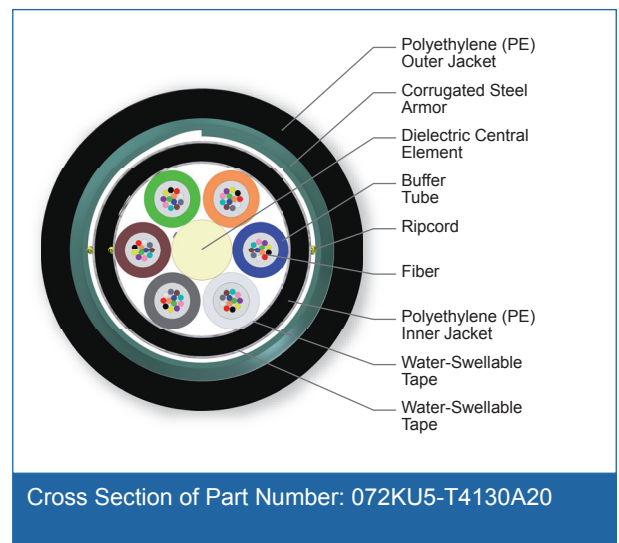 Polyethylene (PE)
Outer Jacket
Corrugated Steel
Armor
Dielectric Central
Element
Buffer
Tube
Ripcord
Fiber
Polyethylene (PE)
Inner Jacket
Water-Swellable
Tape
Water-Swellable
Tape
Cross Section of Part Number: 072KU5-T4130A20